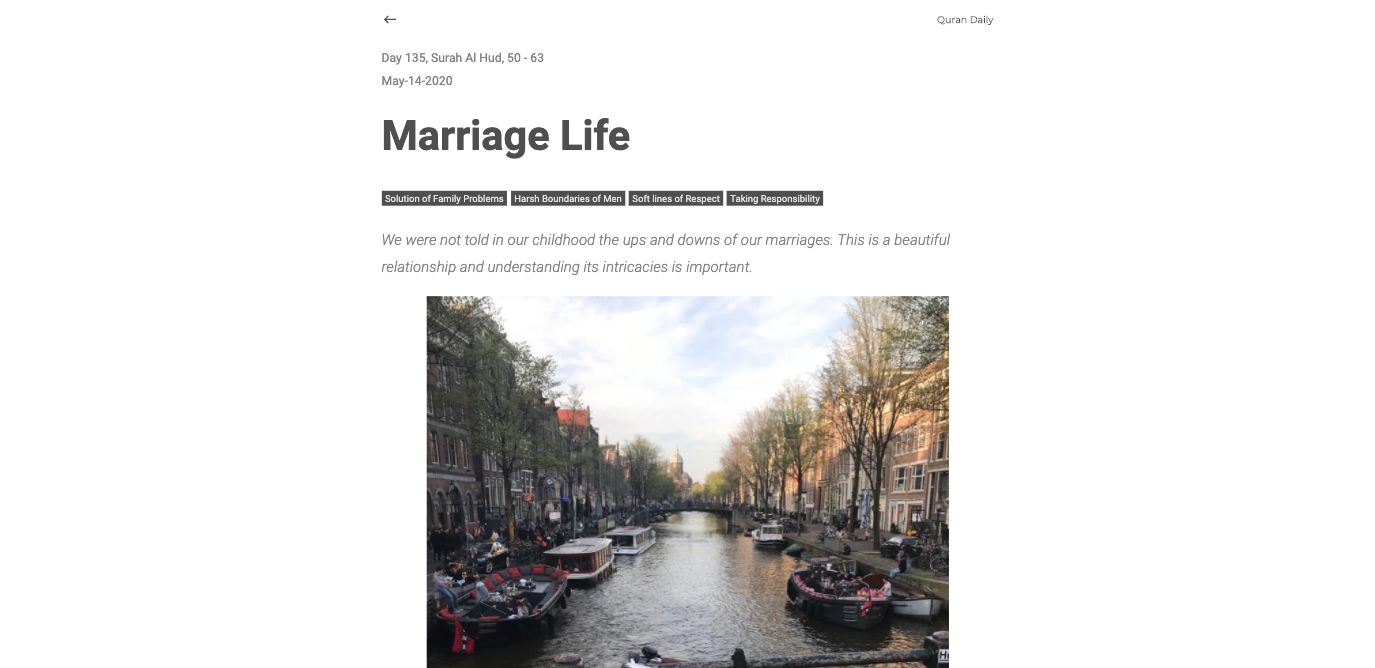 Quran Daily
Day 135, Surah Al Hud, 50 - 63
May-14-2020
Marriage Life
Solution of Family Problems Harsh Boundaries of Men Soft lines of Respect Taking Responsibility
We were not told in our childhood the ups and downs of our marriages. This is a beautiful
relationship and understanding its intricacies is important.